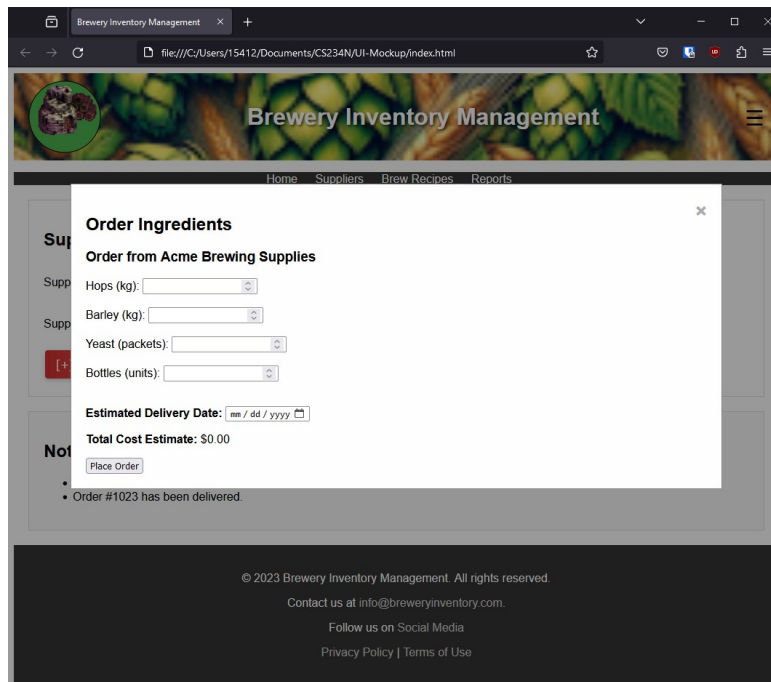 Brewery Inventory Management
file:///C:/Users/15412/Documents/CS234N/UI-Mockup/index.html
Brewery Inventory Management
Home Suppliers Brew Recipes Reports
Order Ingredients
Order from Acme Brewing Supplies
Supp
Hops (kg):
Barley (kg):
Supp
Yeast (packets):
[+
Bottles (units):
Estimated Delivery Date: mm / dd / yyyy
Total Cost Estimate: $0.00
Not
Place Order
Order #1023 has been delivered.
© 2023 Brewery Inventory Management. All rights reserved.
Contact us at info@breweryinventory.com.
Follow us on Social Media
Privacy Policy | Terms of Use